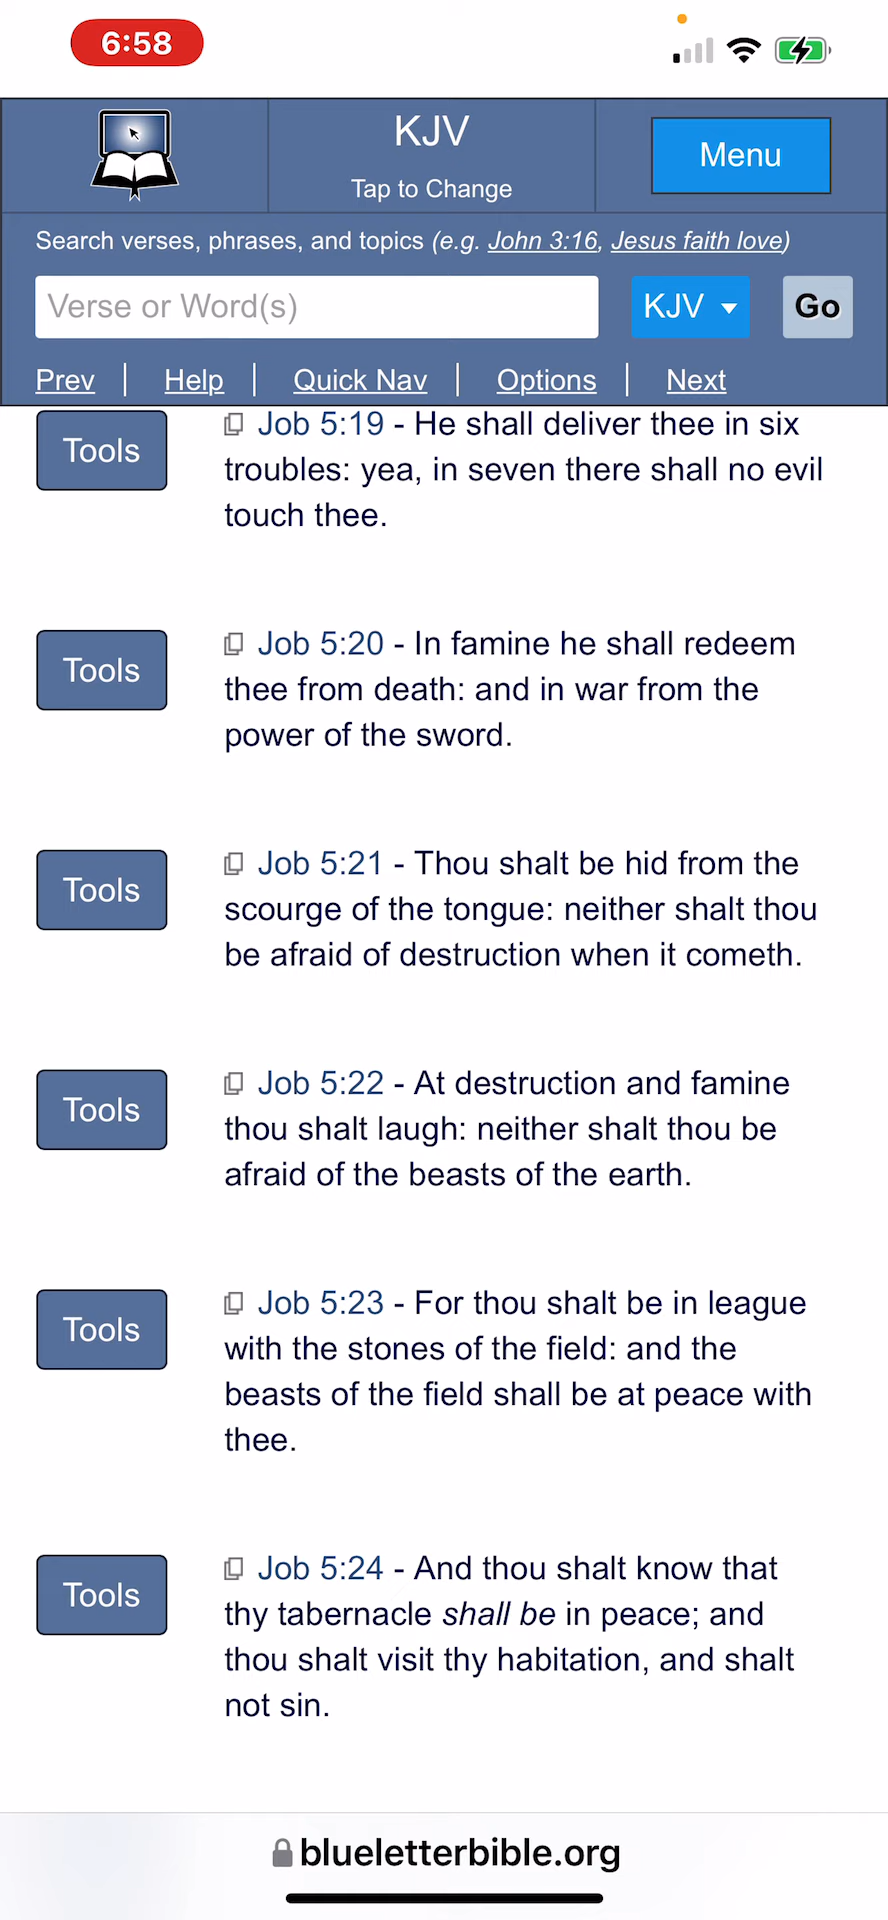 6:58
KJV
Tap to Change
Menu
Search verses, phrases, and topics (e.g. John 3:16, Jesus faith love)
Verse or Word(s)
KJV
Go
Prev | Help | Quick Nav | Options | Next
Tools
Job 5:19 - He shall deliver thee in six
troubles: yea, in seven there shall no evil
touch thee.
Tools
Job 5:20 - In famine he shall redeem
thee from death: and in war from the
power of the sword.
Tools
Job 5:21 - Thou shalt be hid from the
scourge of the tongue: neither shalt thou
be afraid of destruction when it cometh.
Tools
Job 5:22 - At destruction and famine
thou shalt laugh: neither shalt thou be
afraid of the beasts of the earth.
Tools
Job 5:23 - For thou shalt be in league
with the stones of the field: and the
beasts of the field shall be at peace with
thee.
Tools
Job 5:24 - And thou shalt know that
thy tabernacle shall be in peace; and
thou shalt visit thy habitation, and shalt
not sin.
blueletterbible.org